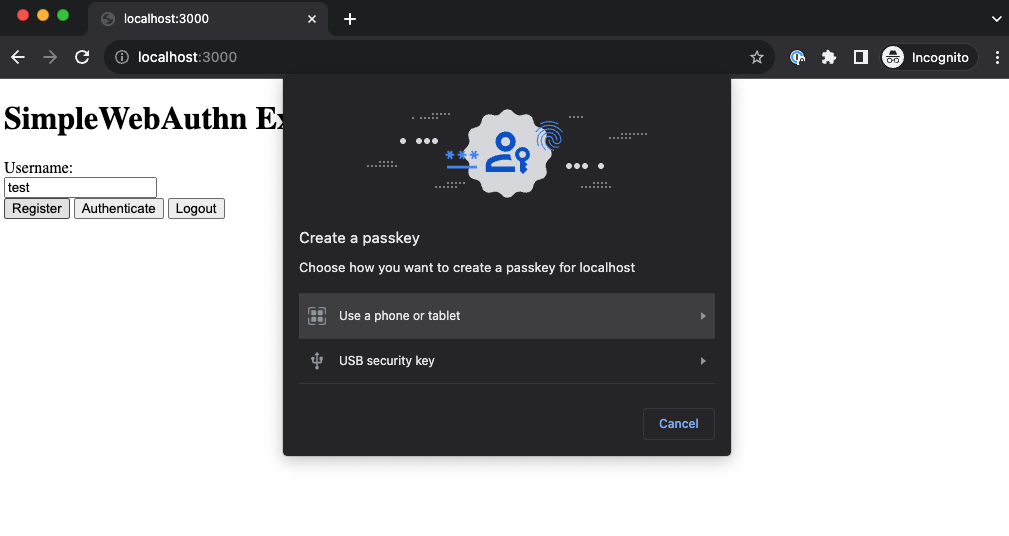 localhost:3000
localhost:3000
Incognito
SimpleWebAuthn Ex
Username:
test
Register Authenticate Logout
***
Create a passkey
Choose how you want to create a passkey for localhost
Use a phone or tablet
USB security key
Cancel